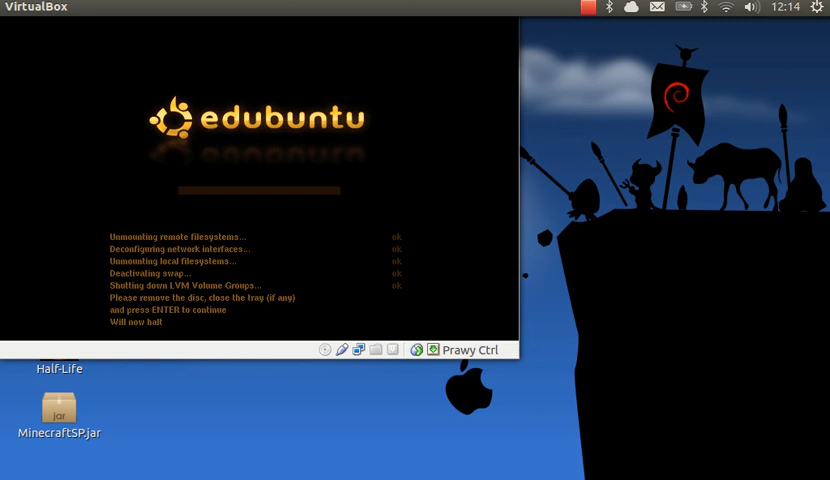 VirtualBox
12:14
edubuntu
Unmounting remote filesystems... ok
Deconfiguring network interfaces... ok
Unmounting local filesystems... ok
Deactivating swap... ok
Shutting down LVM Volume Groups... ok
Please remove the disc, close the tray (if any)
and press ENTER to continue
Will now halt
Prawy Ctrl
Half-Life
jar
MinecraftSP.jar